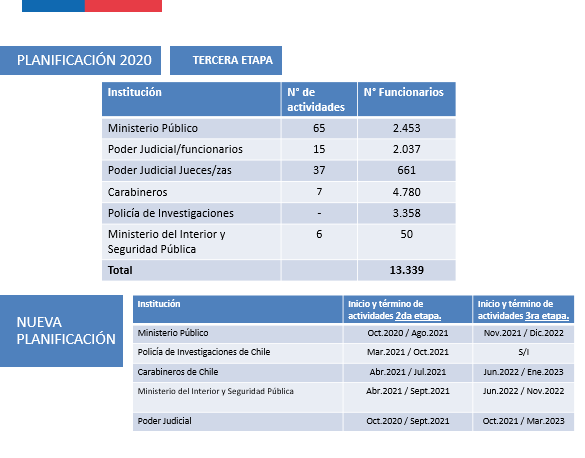 PLANIFICACIÓN 2020
TERCERA ETAPA
Institución N° de actividades N° Funcionarios
Ministerio Público 65 2.453
Poder Judicial/funcionarios 15 2.037
Poder Judicial Jueces/zas 37 661
Carabineros 7 4.780
Policía de Investigaciones - 3.358
Ministerio del Interior y Seguridad Pública 6 50
Total 13.339
NUEVA
PLANIFICACIÓN
Institución Inicio y término de actividades 2da etapa. Inicio y término de actividades 3ra etapa.
Ministerio Público Oct.2020 / Ago.2021 Nov.2021 / Dic.2022
Policía de Investigaciones de Chile Mar.2021 / Oct.2021 S/I
Carabineros de Chile Abr.2021 / Jul.2021 Jun.2022 / Ene.2023
Ministerio del Interior y Seguridad Pública Abr.2021 / Sept.2021 Jun.2022 / Nov.2022
Poder Judicial Oct.2020 / Sept.2021 Oct.2021 / Mar.2023